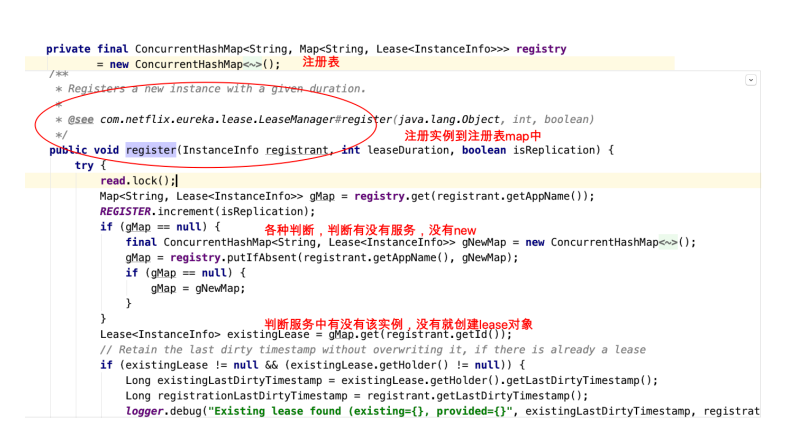 private final ConcurrentHashMap<String, Map<String, Lease<InstanceInfo>>> registry
= new ConcurrentHashMap<~>(); 注册表
/**
* Registers a new instance with a given duration.
*
* @see com.netflix.eureka.lease.LeaseManager#register(java.lang.Object, int, boolean)
*/ 注册实例到注册表map中
public void register(InstanceInfo registrant, int leaseDuration, boolean isReplication) {
try {
read.lock();
Map<String, Lease<InstanceInfo>> gMap = registry.get(registrant.getAppName());
REGISTER.increment(isReplication);
if (gMap == null) { 各种判断，判断有没有服务，没有new
final ConcurrentHashMap<String, Lease<InstanceInfo>> gNewMap = new ConcurrentHashMap<~>();
gMap = registry.putIfAbsent(registrant.getAppName(), gNewMap);
if (gMap == null) {
gMap = gNewMap;
}
}
判断服务中有没有该实例，没有就创建lease对象
Lease<InstanceInfo> existingLease = gMap.get(registrant.getId());
// Retain the last dirty timestamp without overwriting it, if there is already a lease
if (existingLease != null && (existingLease.getHolder() != null)) {
Long existingLastDirtyTimestamp = existingLease.getHolder().getLastDirtyTimestamp();
Long registrationLastDirtyTimestamp = registrant.getLastDirtyTimestamp();
logger.debug("Existing lease found (existing={}, provided={}", existingLastDirtyTimestamp, registrat